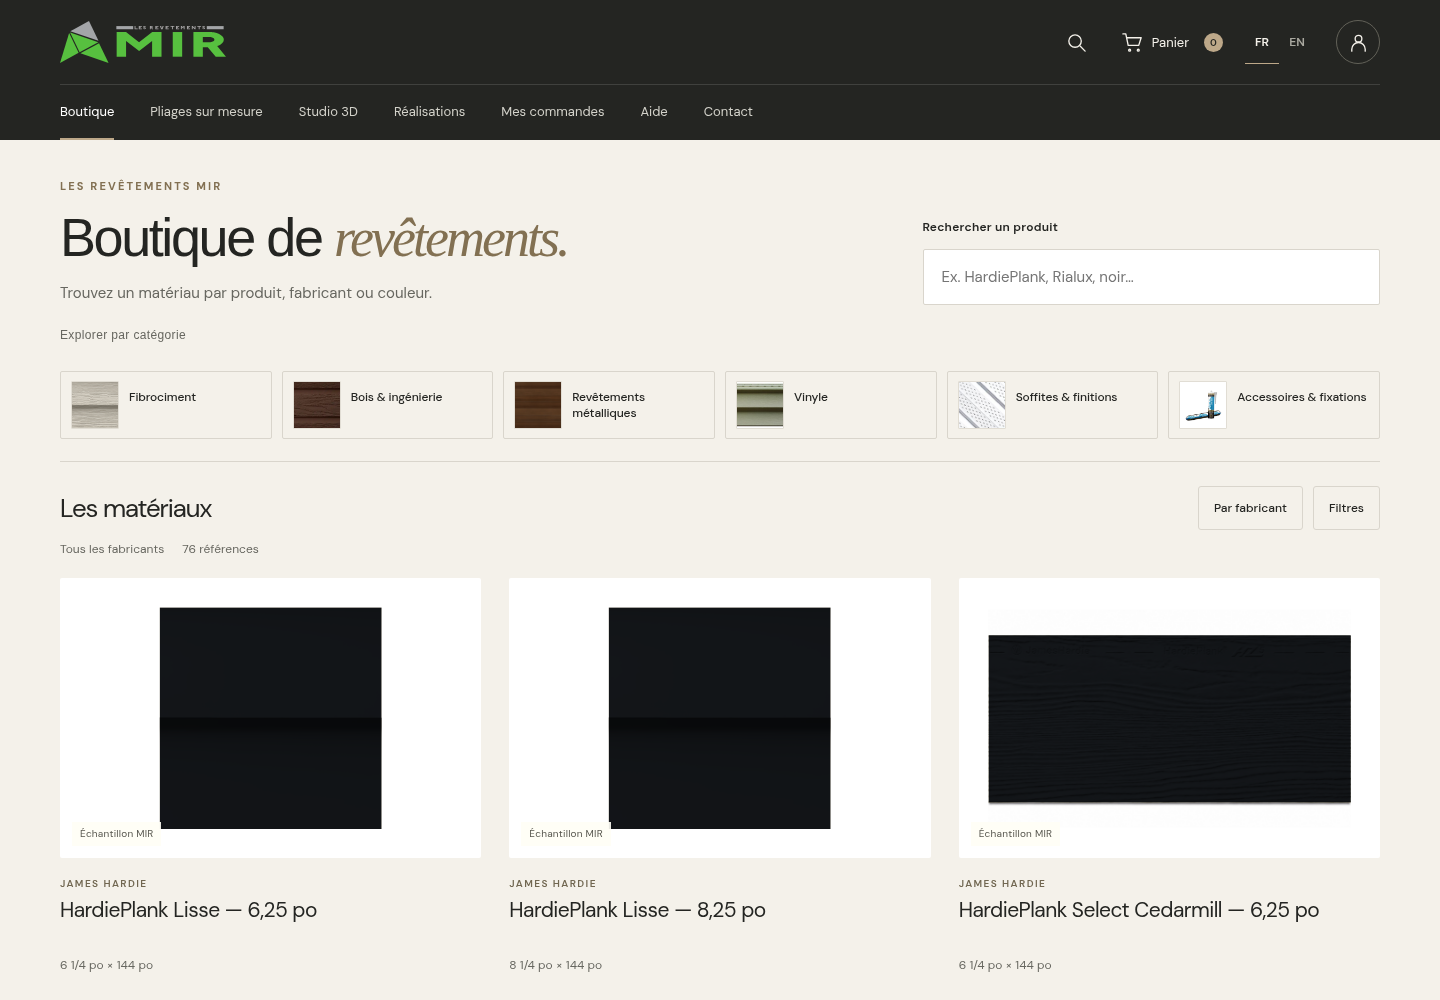 LES REVÊTEMENTS
MIR
Panier 0 FR EN
Boutique Pliages sur mesure Studio 3D Réalisations Mes commandes Aide Contact
LES REVÊTEMENTS MIR
Boutique de revêtements.
Trouvez un matériau par produit, fabricant ou couleur.
Rechercher un produit
Ex. HardiePlank, Rialux, noir…
Explorer par catégorie
Fibrociment
Bois & ingénierie
Revêtements
métalliques
Vinyle
Soffites & finitions
Accessoires & fixations
Les matériaux
Par fabricant
Filtres
Tous les fabricants 76 références
Échantillon MIR
JAMES HARDIE
HardiePlank Lisse — 6,25 po
6 1/4 po × 144 po
Échantillon MIR
JAMES HARDIE
HardiePlank Lisse — 8,25 po
8 1/4 po × 144 po
Échantillon MIR
JAMES HARDIE
HardiePlank Select Cedarmill — 6,25 po
6 1/4 po × 144 po